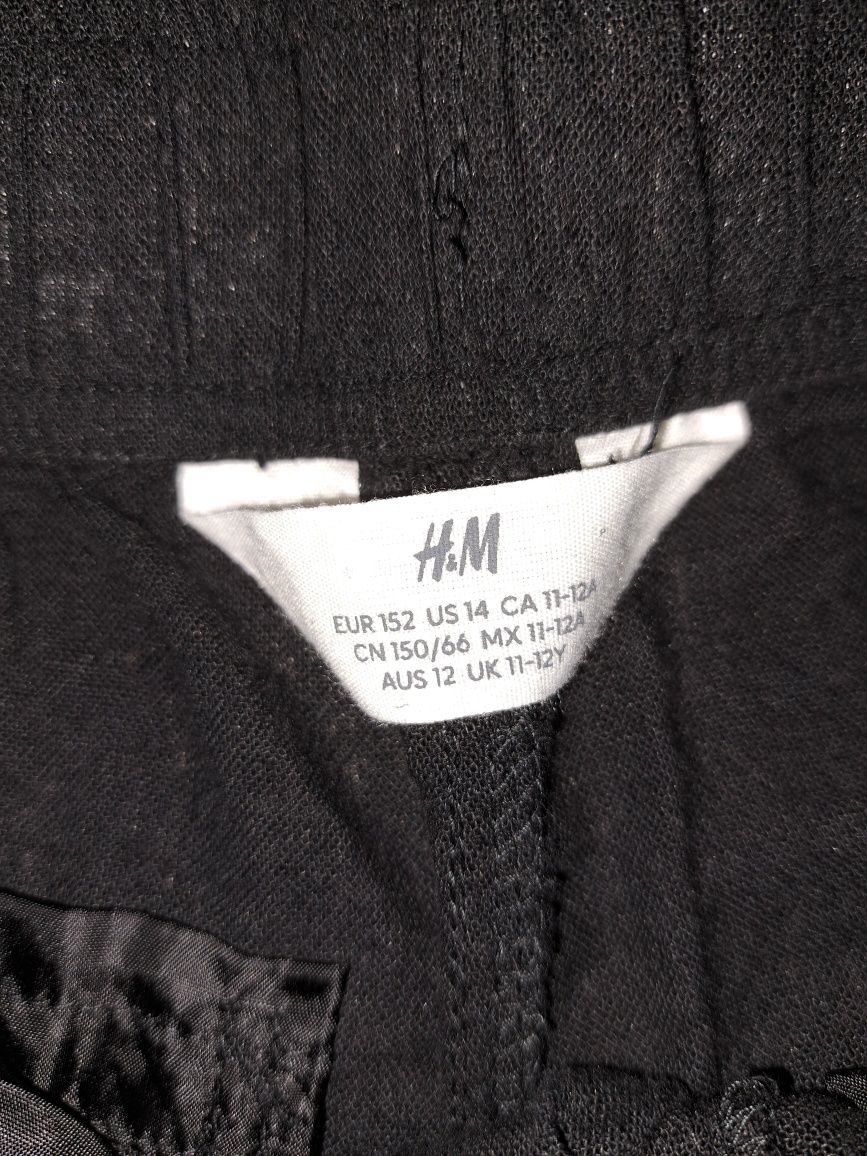 H&M
EUR 152 US 14 CA 11-12A
CN 150/66 MX 11-12A
AUS 12 UK 11-12Y